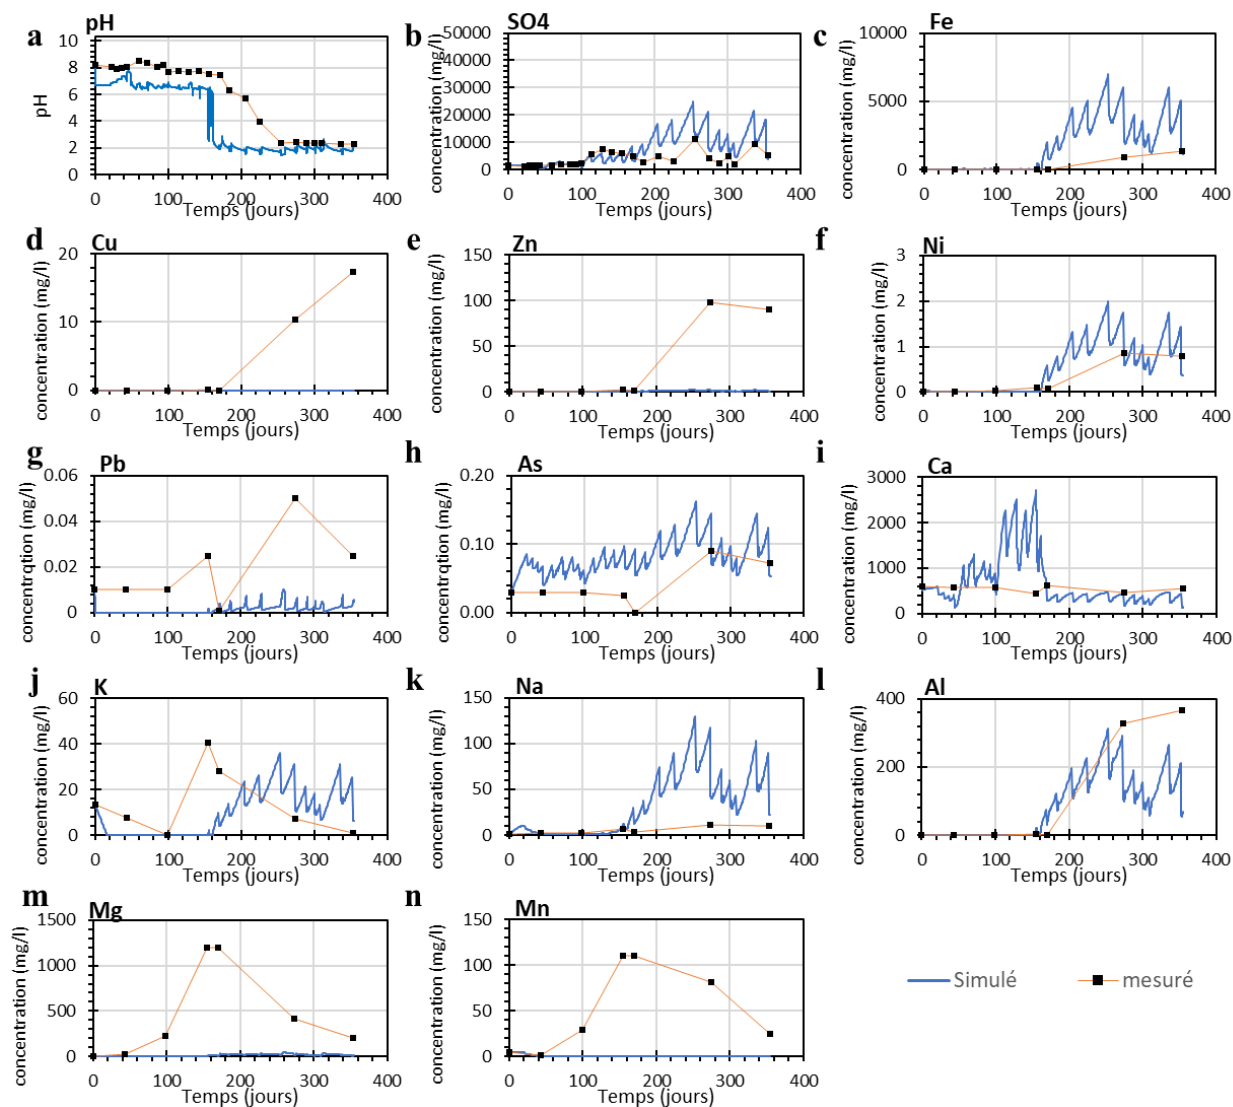 a pH
10
8
6
4
2
0
pH
0 100 200 300 400
Temps (jours)
b SO4
50000
40000
30000
20000
10000
0
concentration (mg/l)
0 100 200 300 400
Temps (jours)
c Fe
10000
5000
0
concentration (mg/l)
0 100 200 300 400
Temps (jours)
d Cu
20
10
0
concentration (mg/l)
0 100 200 300 400
Temps (jours)
e Zn
150
100
50
0
concentration (mg/l)
0 100 200 300 400
Temps (jours)
f Ni
3
2
1
0
concentration (mg/l)
0 100 200 300 400
Temps (jours)
g Pb
0.06
0.04
0.02
0
concentrqtion (mg/l)
0 100 200 300 400
Temps (jours)
h As
0.20
0.10
0.00
concentration (mg/l)
0 100 200 300 400
Temps (jours)
i Ca
3000
2000
1000
0
concentration (mg/l)
0 100 200 300 400
Temps (jours)
j K
60
40
20
0
concentration (mg/l)
0 100 200 300 400
Temps (jours)
k Na
150
100
50
0
concentration (mg/l)
0 100 200 300 400
Temps (jours)
l Al
400
200
0
concentration (mg/l)
0 100 200 300 400
Temps (jours)
m Mg
1500
1000
500
0
concentration (mg/l)
0 100 200 300 400
Temps (jours)
n Mn
150
100
50
0
concentration (mg/l)
0 100 200 300 400
Temps (jours)
Simulé mesuré